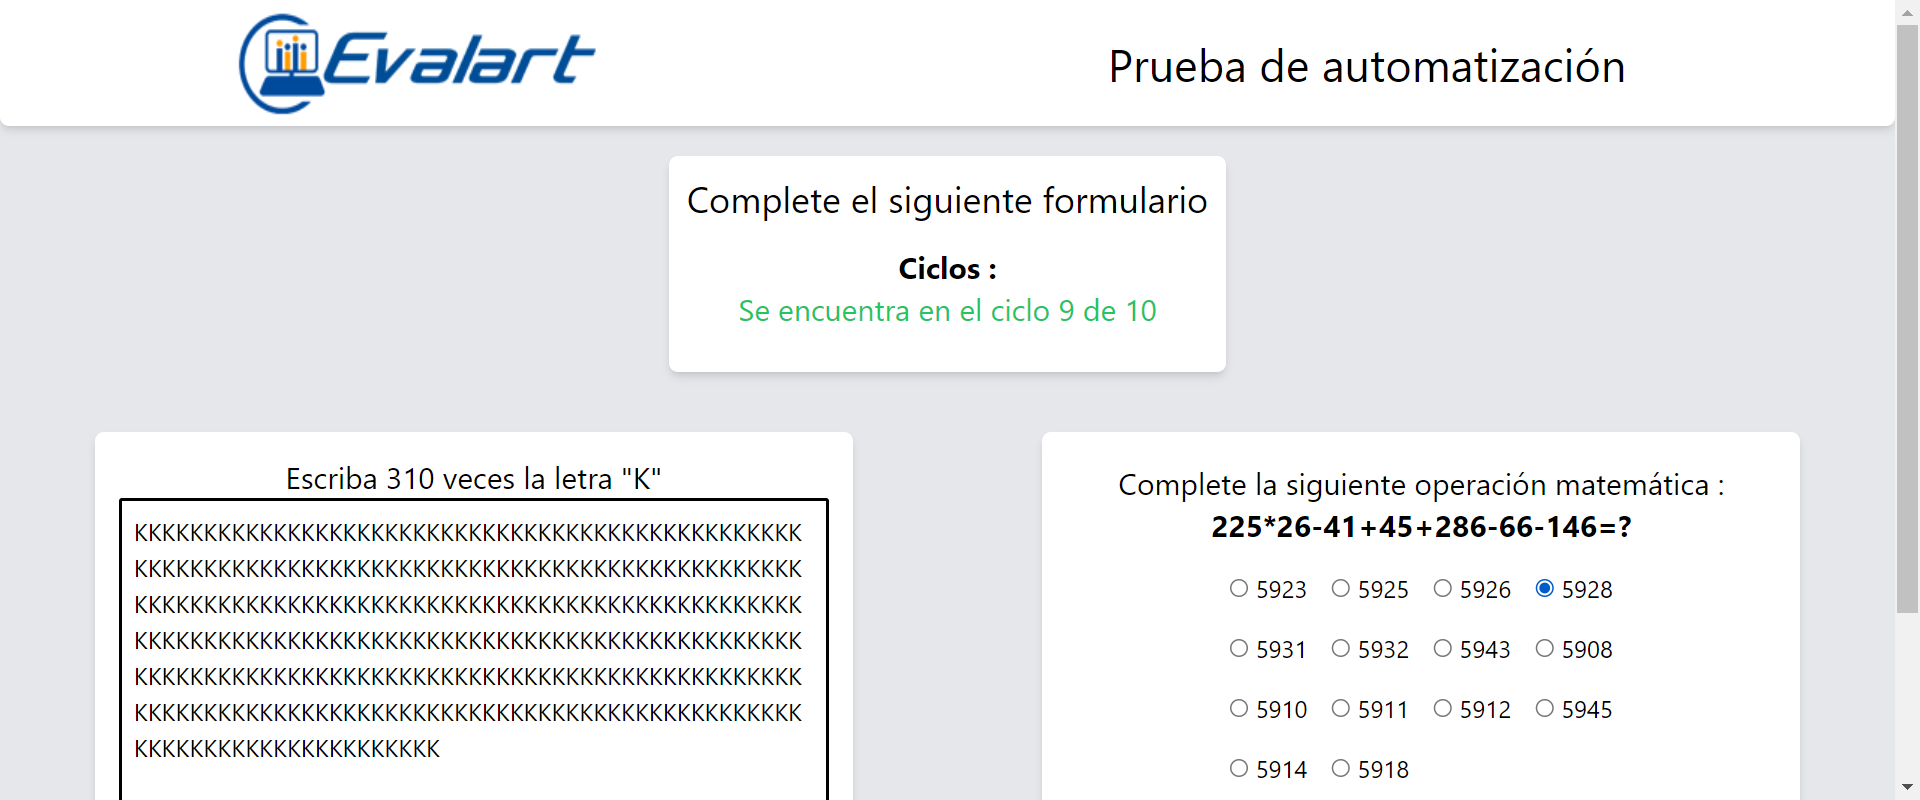 Evalart
Prueba de automatización
Complete el siguiente formulario
Ciclos :
Se encuentra en el ciclo 9 de 10
Escriba 310 veces la letra "K"
KKKKKKKKKKKKKKKKKKKKKKKKKKKKKKKKKKKKKKKKKKKKKKKK
KKKKKKKKKKKKKKKKKKKKKKKKKKKKKKKKKKKKKKKKKKKKKKKK
KKKKKKKKKKKKKKKKKKKKKKKKKKKKKKKKKKKKKKKKKKKKKKKK
KKKKKKKKKKKKKKKKKKKKKKKKKKKKKKKKKKKKKKKKKKKKKKKK
KKKKKKKKKKKKKKKKKKKKKKKKKKKKKKKKKKKKKKKKKKKKKKKK
KKKKKKKKKKKKKKKKKKKKKKKKKKKKKKKKKKKKKKKKKKKKKKKK
KKKKKKKKKKKKKKKKKKKKKK
Complete la siguiente operación matemática :
225*26-41+45+286-66-146=?
5923 5925 5926 5928
5931 5932 5943 5908
5910 5911 5912 5945
5914 5918